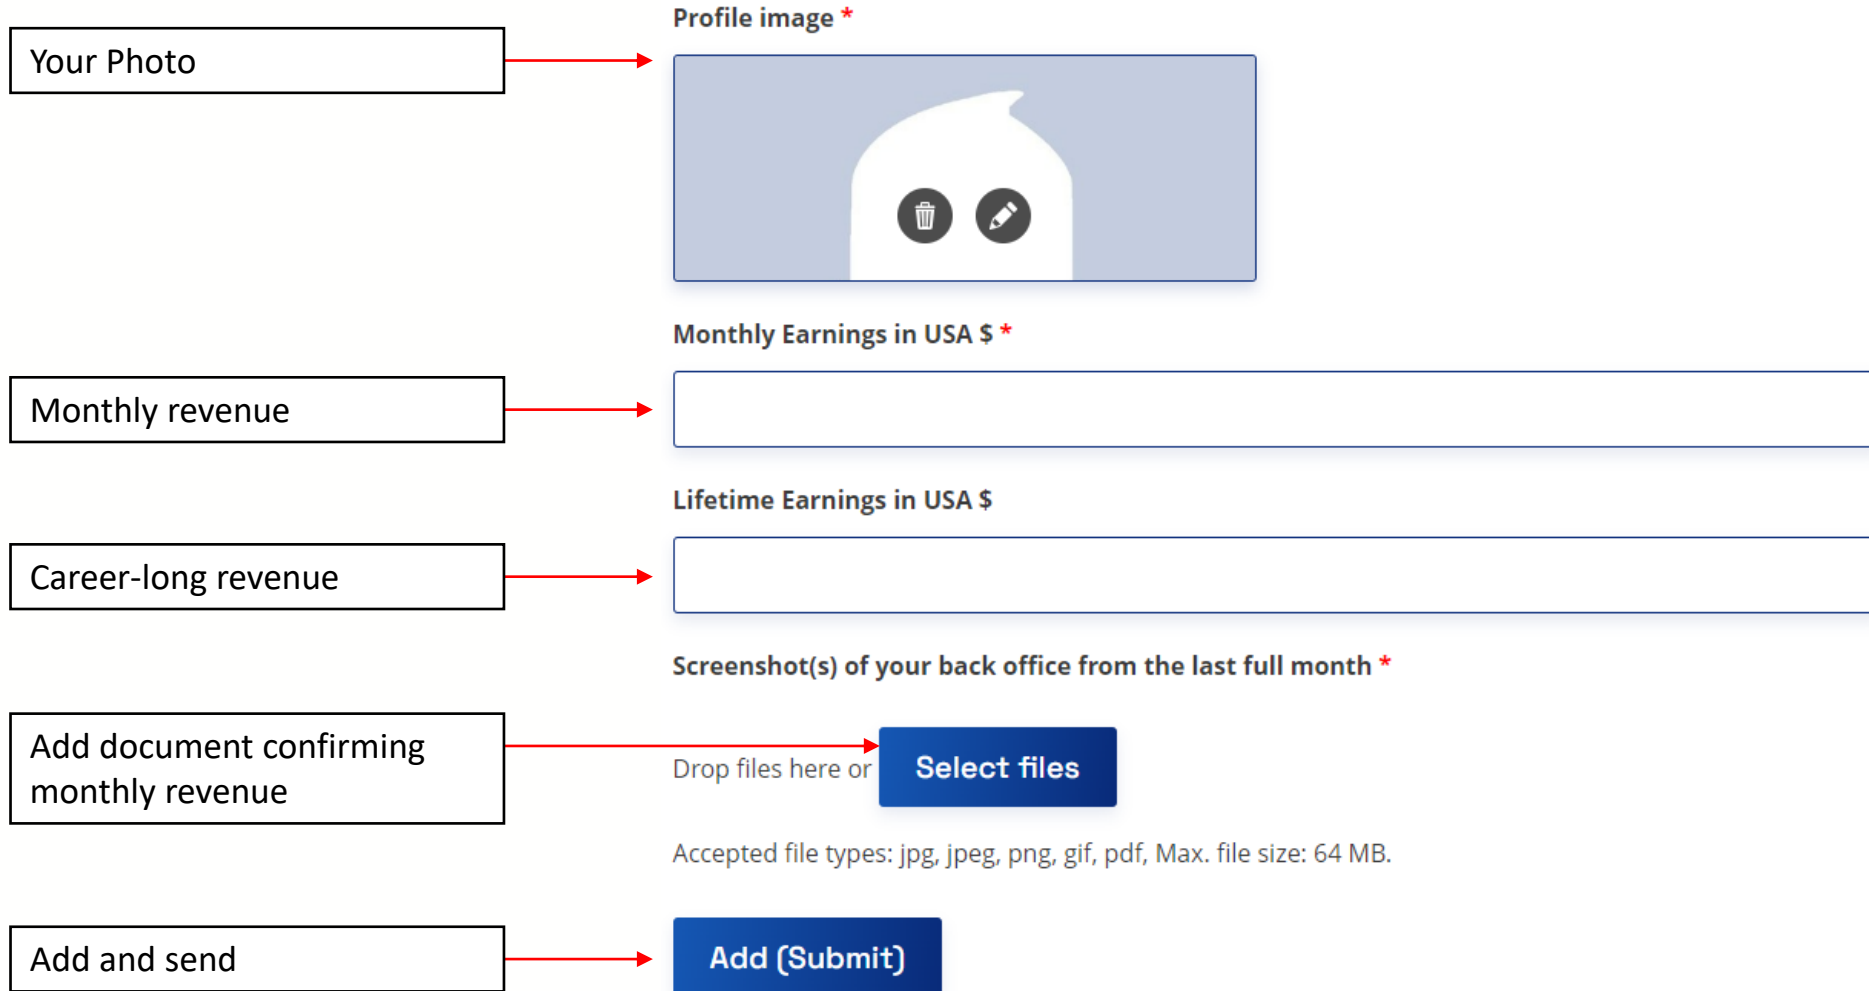 Profile image *
Your Photo
Monthly Earnings in USA $ *
Monthly revenue
Lifetime Earnings in USA $
Career-long revenue
Screenshot(s) of your back office from the last full month *
Add document confirming
monthly revenue
Drop files here or Select files
Accepted file types: jpg, jpeg, png, gif, pdf, Max. file size: 64 MB.
Add and send
Add (Submit)